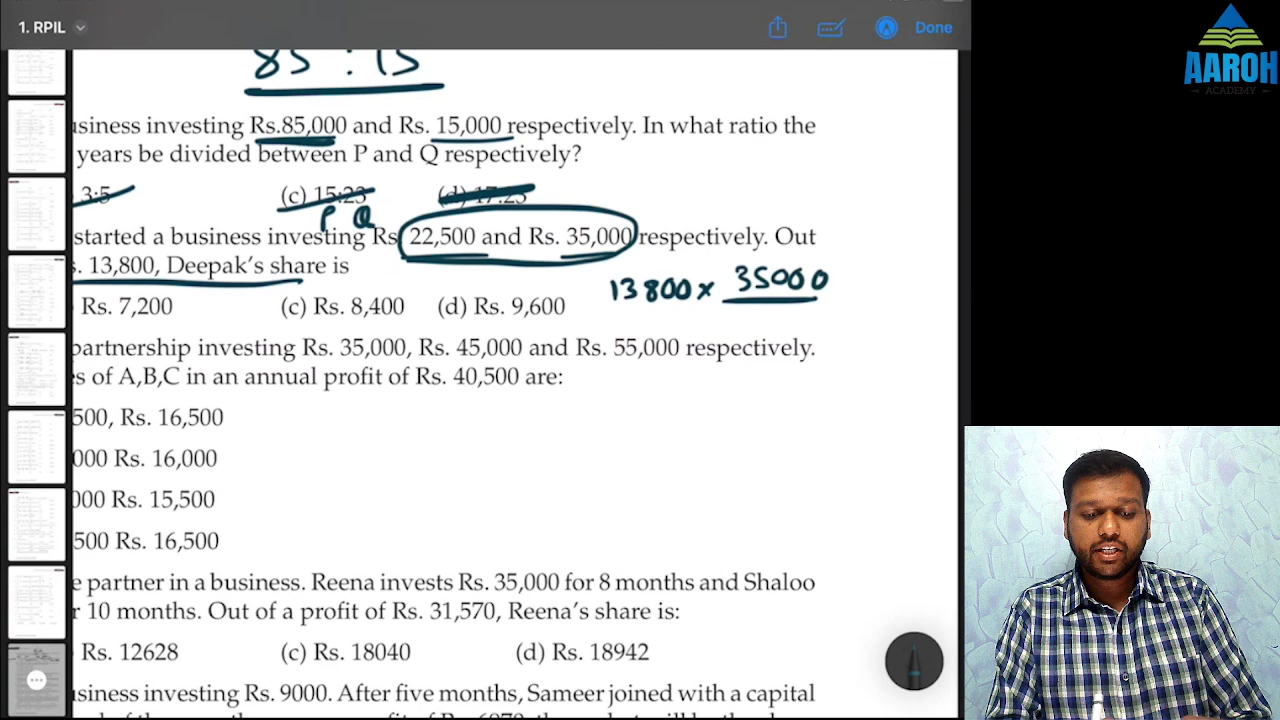 1. RPIL
Done
AAROH
ACADEMY
85 : 15
usiness investing Rs.85,000 and Rs. 15,000 respectively. In what ratio the
years be divided between P and Q respectively?
3:5 (c) 15:23 (d) 17:23
P Q
started a business investing Rs. 22,500 and Rs. 35,000 respectively. Out
s. 13,800, Deepak's share is
13800 x 35000
Rs. 7,200 (c) Rs. 8,400 (d) Rs. 9,600
partnership investing Rs. 35,000, Rs. 45,000 and Rs. 55,000 respectively.
es of A,B,C in an annual profit of Rs. 40,500 are:
500, Rs. 16,500
000 Rs. 16,000
000 Rs. 15,500
500 Rs. 16,500
e partner in a business. Reena invests Rs. 35,000 for 8 months and Shaloo
r 10 months. Out of a profit of Rs. 31,570, Reena's share is:
Rs. 12628 (c) Rs. 18040 (d) Rs. 18942
usiness investing Rs. 9000. After five months, Sameer joined with a capital